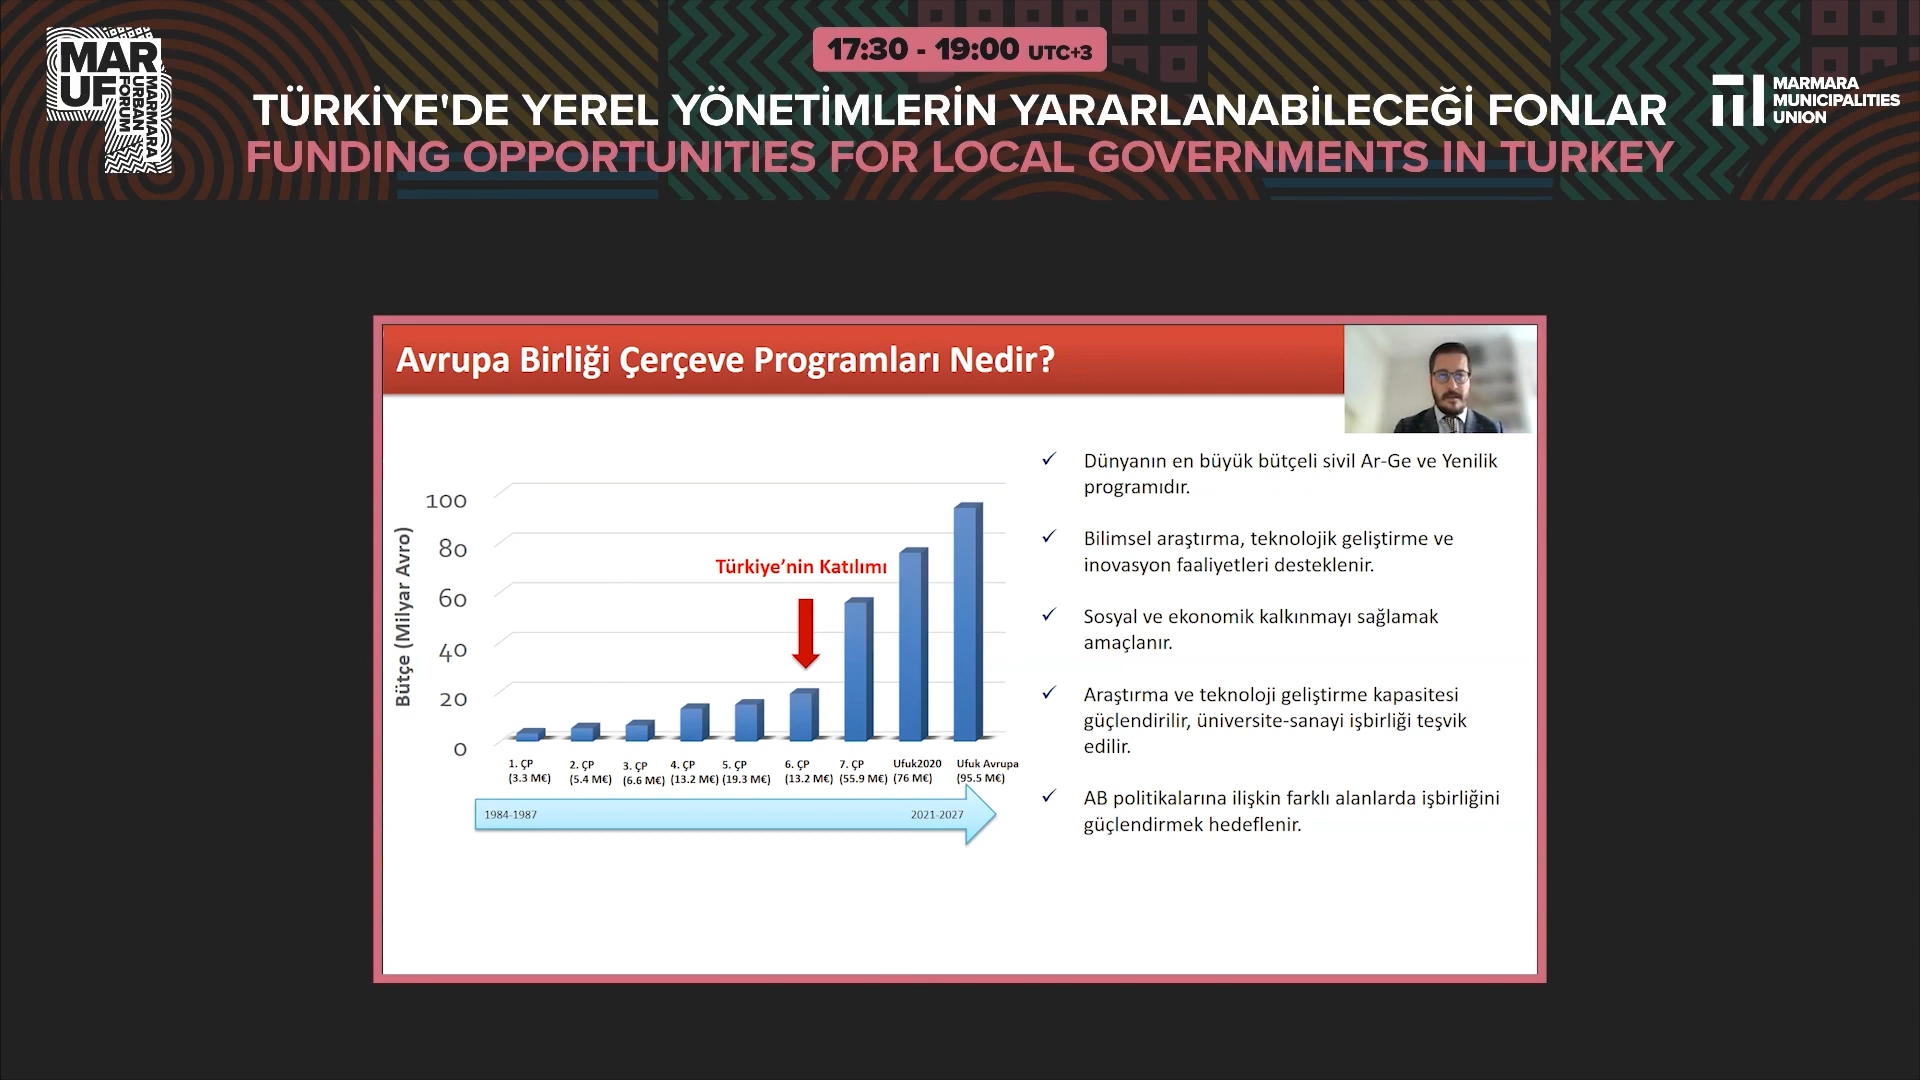 MAR
UF
MARMARA
URBAN
FORUM
17:30 - 19:00 UTC+3
TÜRKİYE'DE YEREL YÖNETİMLERİN YARARLANABİLECEĞİ FONLAR
FUNDING OPPORTUNITIES FOR LOCAL GOVERNMENTS IN TURKEY
MARMARA
MUNICIPALITIES
UNION
Avrupa Birliği Çerçeve Programları Nedir?
Bütçe (Milyar Avro)
100
80
60
40
20
0
Türkiye’nin Katılımı
1. ÇP
(3.3 M€)
2. ÇP
(5.4 M€)
3. ÇP
(6.6 M€)
4. ÇP
(13.2 M€)
5. ÇP
(19.3 M€)
6. ÇP
(13.2 M€)
7. ÇP
(55.9 M€)
Ufuk2020
(76 M€)
Ufuk Avrupa
(95.5 M€)
1984-1987
2021-2027
✓ Dünyanın en büyük bütçeli sivil Ar-Ge ve Yenilik
programıdır.
✓ Bilimsel araştırma, teknolojik geliştirme ve
inovasyon faaliyetleri desteklenir.
✓ Sosyal ve ekonomik kalkınmayı sağlamak
amaçlanır.
✓ Araştırma ve teknoloji geliştirme kapasitesi
güçlendirilir, üniversite-sanayi işbirliği teşvik
edilir.
✓ AB politikalarına ilişkin farklı alanlarda işbirliğini
güçlendirmek hedeflenir.